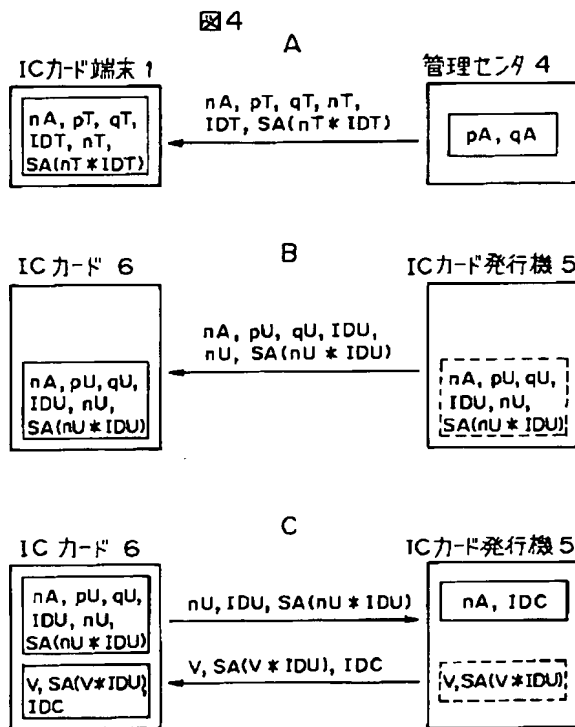 図4
A
ICカード端末 1
管理センタ 4
nA, pT, qT,
IDT, nT,
SA(nT*IDT)
nA, pT, qT, nT,
IDT, SA(nT*IDT)
pA, qA
B
ICカード 6
ICカード発行機5
nA, pU, qU, IDU,
nU, SA(nU*IDU)
nA, pU, qU,
IDU, nU,
SA(nU*IDU)
nA, pU, qU,
IDU, nU,
SA(nU*IDU)
C
ICカード 6
ICカード発行機5
nA, pU, qU,
IDU, nU,
SA(nU*IDU)
nU, IDU, SA(nU*IDU)
nA, IDC
V, SA(V*IDU),
IDC
V, SA(V*IDU), IDC
V, SA(V*IDU)